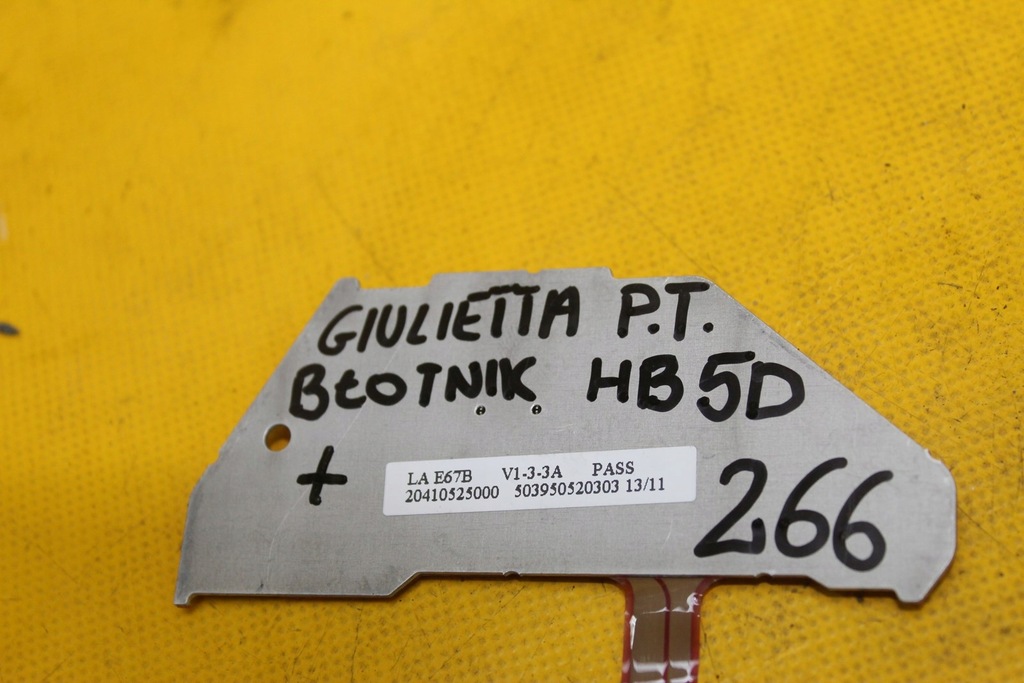 GIULIETTA P.T.
BŁOTNIK HB5D
+
LA E67B V1-3-3A PASS
20410525000 503950520303 13/11
266